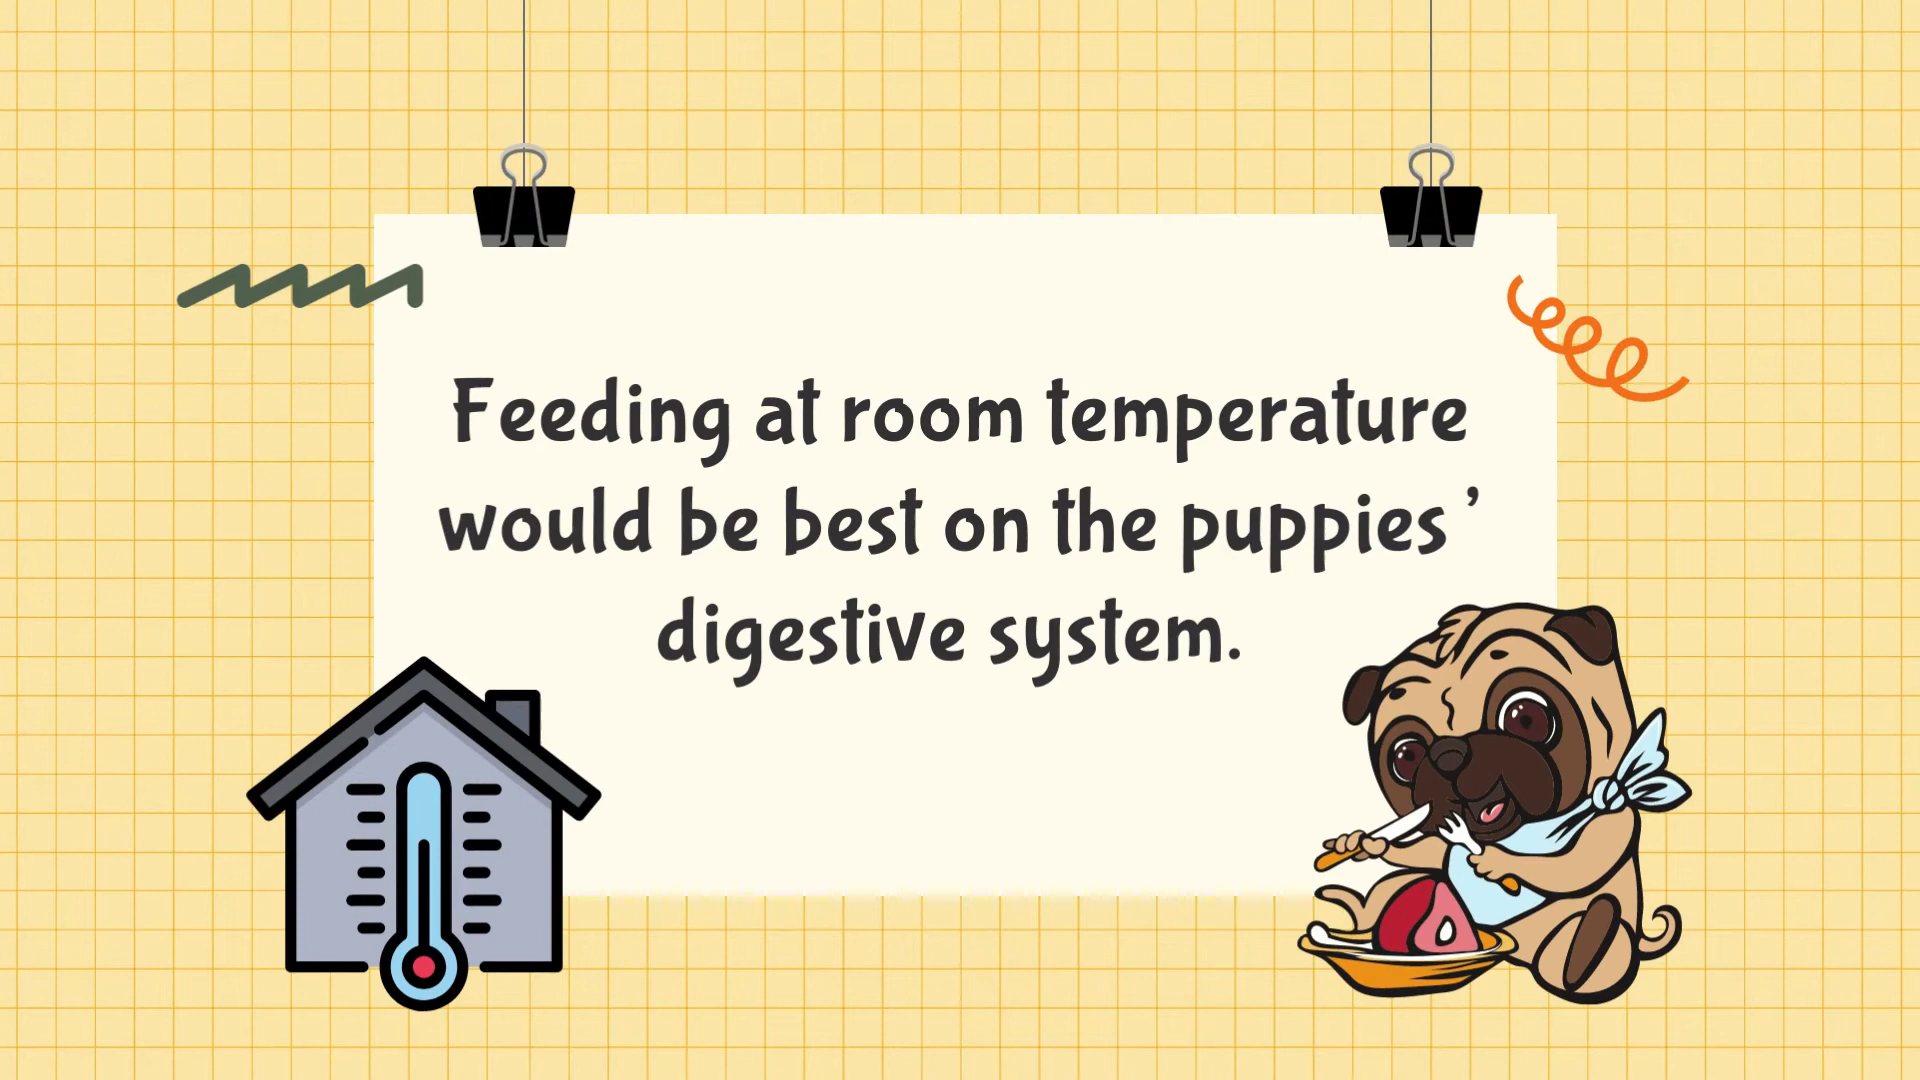 Feeding at room temperature
would be best on the puppies ’
digestive system.